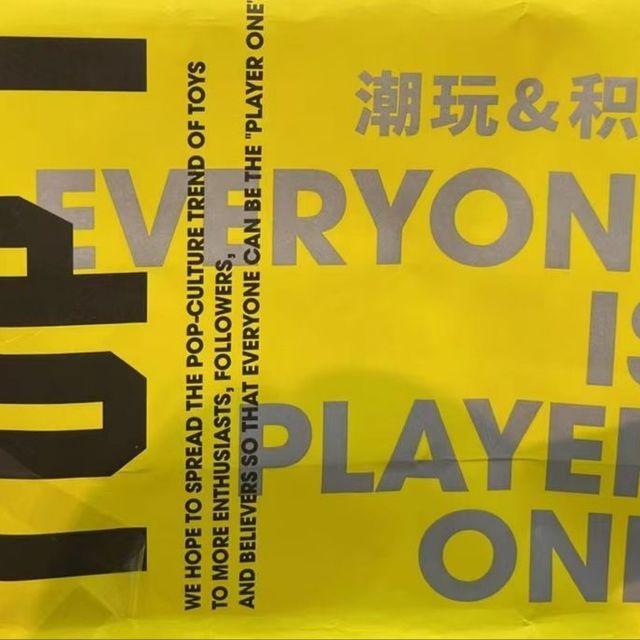 潮玩&积
EVERYON
IS
PLAYER
ONE
WE HOPE TO SPREAD THE POP-CULTURE TREND OF TOYS
TO MORE ENTHUSIASTS, FOLLOWERS,
AND BELIEVERS SO THAT EVERYONE CAN BE THE "PLAYER ONE"